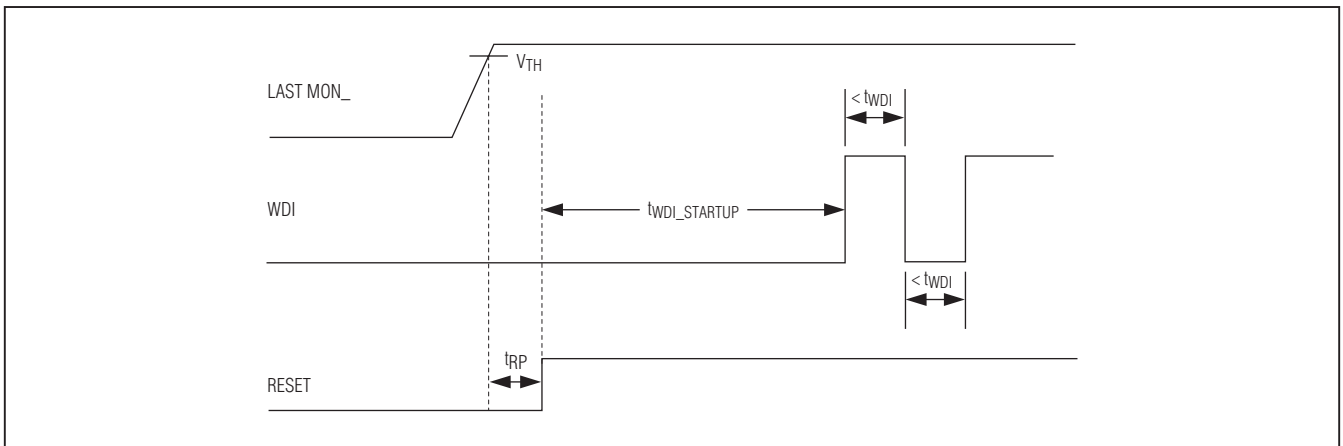 VTH
LAST MON_
< tWDI
WDI
tWDI_STARTUP
< tWDI
tRP
RESET